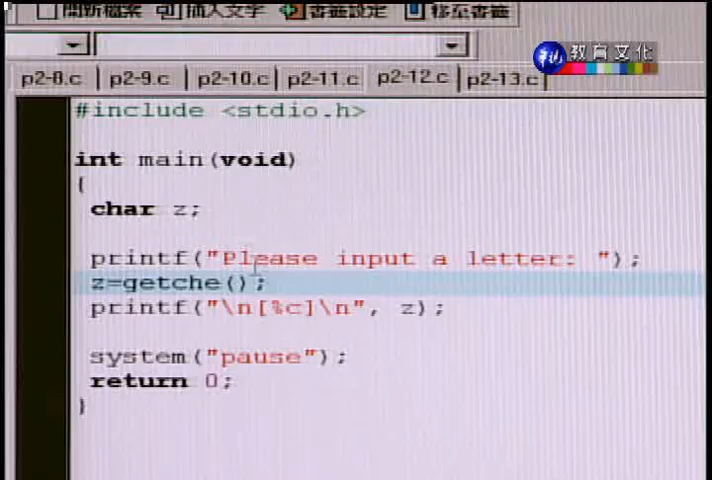 開新檔案 插入文字 書籤設定 移至書籤
華視 教育文化
p2-8.c p2-9.c p2-10.c p2-11.c p2-12.c p2-13.c
#include <stdio.h>
int main(void)
{
char z;
printf("Please input a letter: ");
z=getche();
printf("\n[%c]\n", z);
system("pause");
return 0;
}